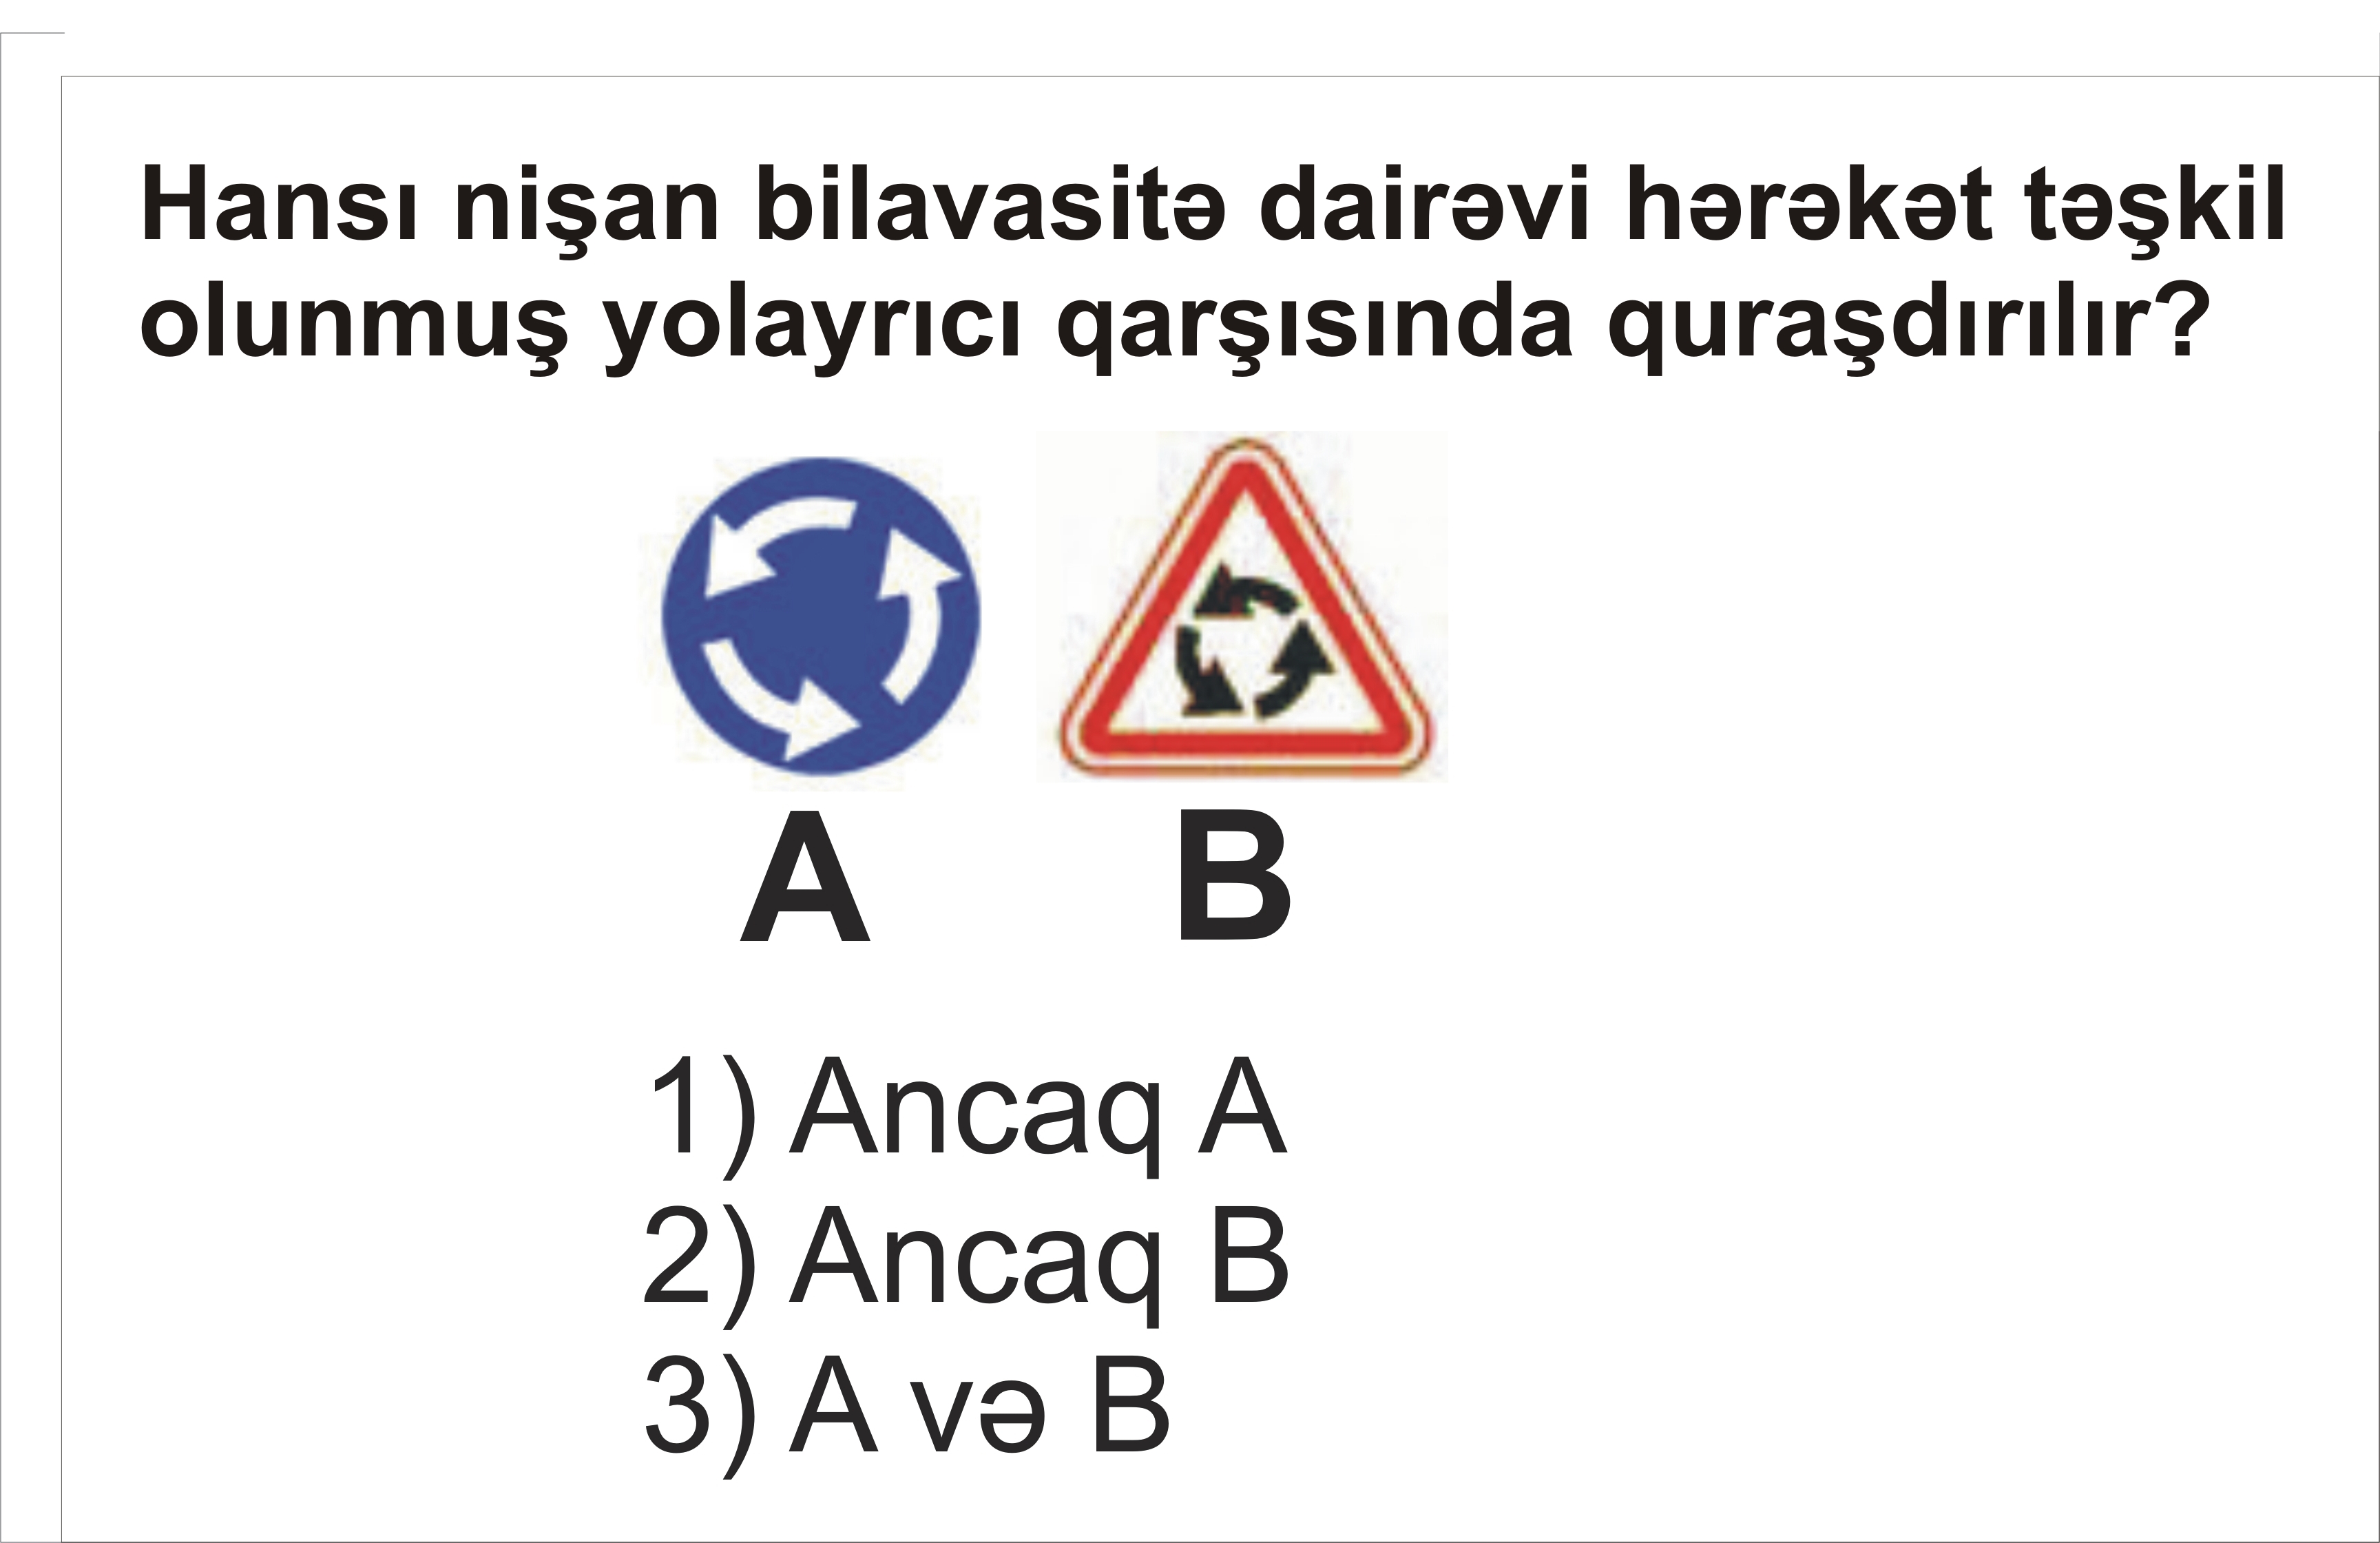 Hansı nişan bilavasitə dairəvi hərəkət təşkil
olunmuş yolayrıcı qarşısında quraşdırılır?
A B
1) Ancaq A
2) Ancaq B
3) A və B